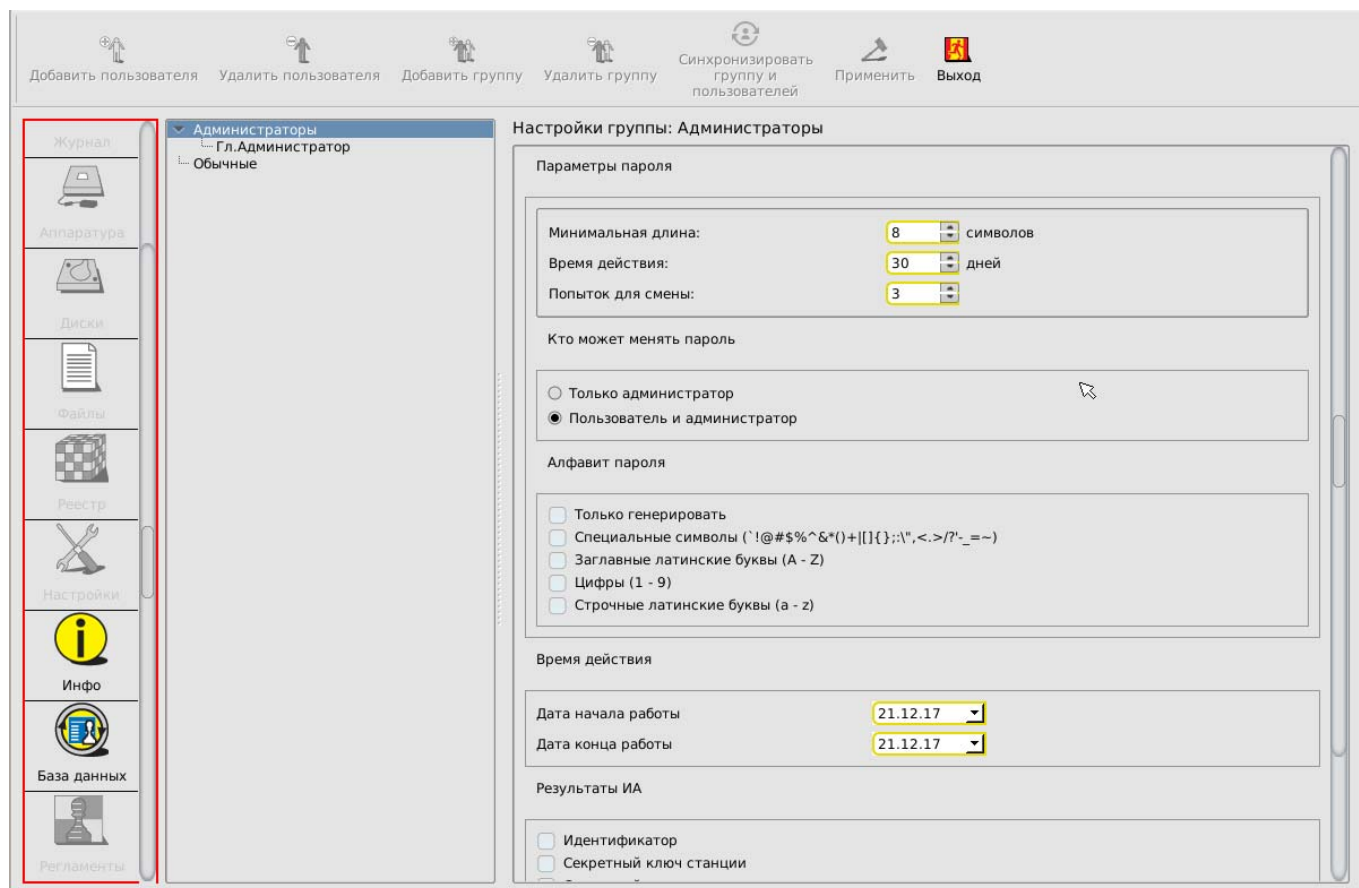 Добавить пользователя
Удалить пользователя
Добавить группу
Удалить группу
Синхронизировать
группу и
пользователей
Применить
Выход
Журнал
Аппаратура
Диски
Файлы
Реестр
Настройки
Инфо
База данных
Регламенты
Администраторы
Гл.Администратор
Обычные
Настройки группы: Администраторы
Параметры пароля
Минимальная длина: 8 символов
Время действия: 30 дней
Попыток для смены: 3
Кто может менять пароль
Только администратор
Пользователь и администратор
Алфавит пароля
Только генерировать
Специальные символы (`!@#$%^&*()+|[]{};:\",<.>/?'-_=~)
Заглавные латинские буквы (A - Z)
Цифры (1 - 9)
Строчные латинские буквы (a - z)
Время действия
Дата начала работы 21.12.17
Дата конца работы 21.12.17
Результаты ИА
Идентификатор
Секретный ключ станции